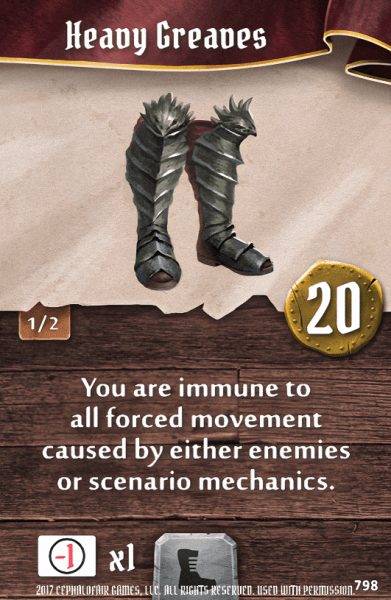 Heavy Greaves
1/2
20
You are immune to
all forced movement
caused by either enemies
or scenario mechanics.
-1 x1
2017 CEPHALOFAIR GAMES, LLC. ALL RIGHTS RESERVED. USED WITH PERMISSION. 798